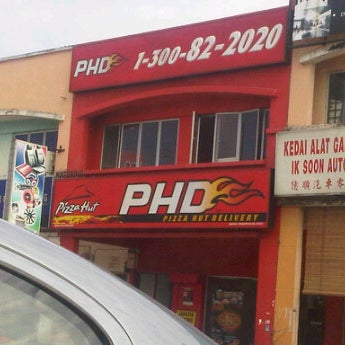 PHD 1-300-82-2020
Pizza Hut
PHD
PIZZA HUT DELIVERY
KEDAI ALAT GA
IK SOON AUTO